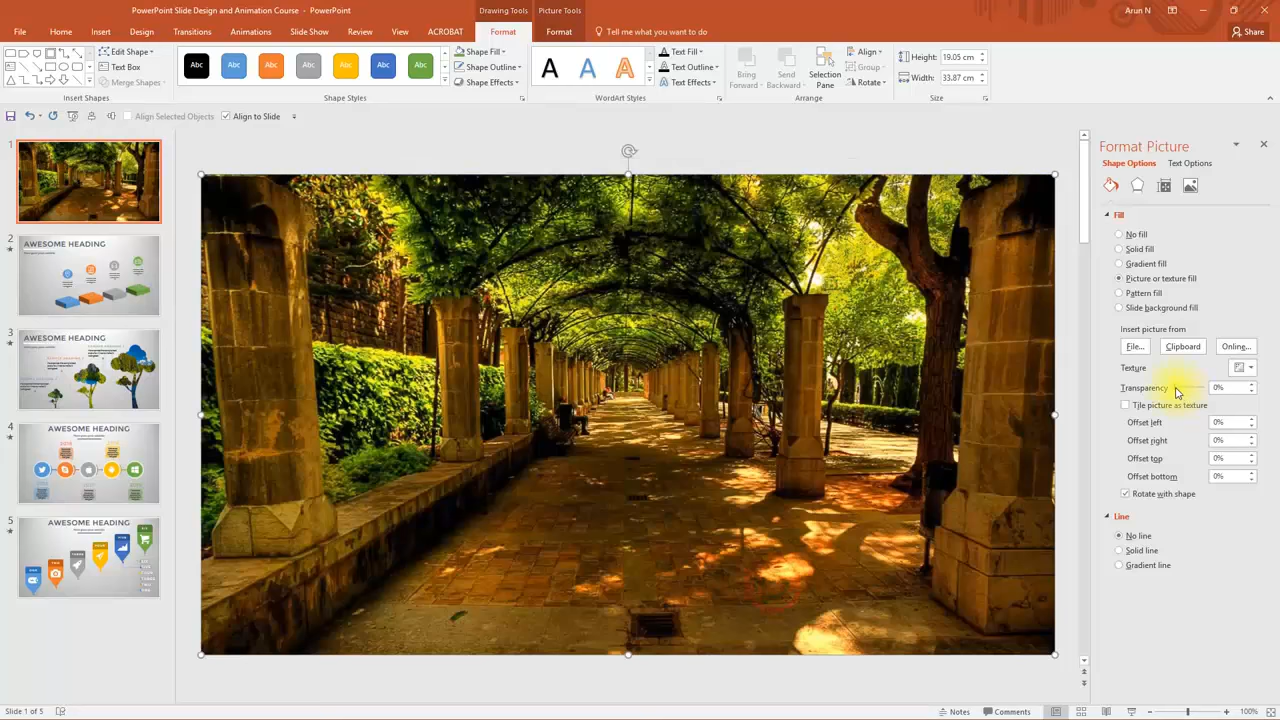 PowerPoint Slide Design and Animation Course - PowerPoint
Drawing Tools
Picture Tools
Arun N
File
Home
Insert
Design
Transitions
Animations
Slide Show
Review
View
ACROBAT
Format
Format
Tell me what you want to do
Share
Edit Shape
Text Box
Merge Shapes
Insert Shapes
Abc
Abc
Abc
Abc
Abc
Abc
Abc
Shape Styles
Shape Fill
Shape Outline
Shape Effects
A
A
A
WordArt Styles
Text Fill
Text Outline
Text Effects
Bring
Forward
Send
Backward
Selection
Pane
Align
Group
Rotate
Arrange
Height:
19.05 cm
Width:
33.87 cm
Size
Align Selected Objects
Align to Slide
1
2
AWESOME HEADING
3
AWESOME HEADING
4
AWESOME HEADING
5
AWESOME HEADING
Format Picture
Shape Options
Text Options
Fill
No fill
Solid fill
Gradient fill
Picture or texture fill
Pattern fill
Slide background fill
Insert picture from
File...
Clipboard
Online...
Texture
Transparency
0%
Tile picture as texture
Offset left
0%
Offset right
0%
Offset top
0%
Offset bottom
0%
Rotate with shape
Line
No line
Solid line
Gradient line
Slide 1 of 5
Notes
Comments
100%